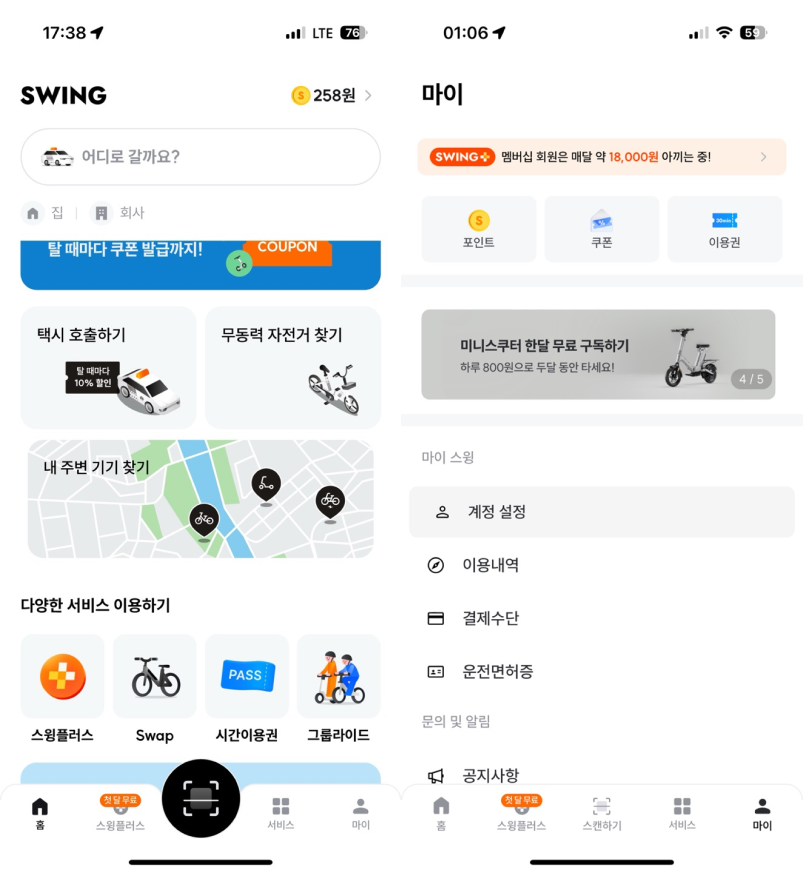 17:38
LTE
76
SWING
258원
어디로 갈까요?
집
회사
탈 때마다 쿠폰 발급까지!
COUPON
택시 호출하기
탈 때마다
10% 할인
무동력 자전거 찾기
내 주변 기기 찾기
다양한 서비스 이용하기
PASS
스윙플러스
Swap
시간이용권
그룹라이드
홈
첫달무료
스윙플러스
서비스
마이
01:06
59
마이
SWING+ 멤버십 회원은 매달 약 18,000원 아끼는 중!
포인트
쿠폰
30min
이용권
미니스쿠터 한달 무료 구독하기
하루 800원으로 두달 동안 타세요!
4 / 5
마이 스윙
계정 설정
이용내역
결제수단
운전면허증
문의 및 알림
공지사항
홈
첫달무료
스윙플러스
스캔하기
서비스
마이